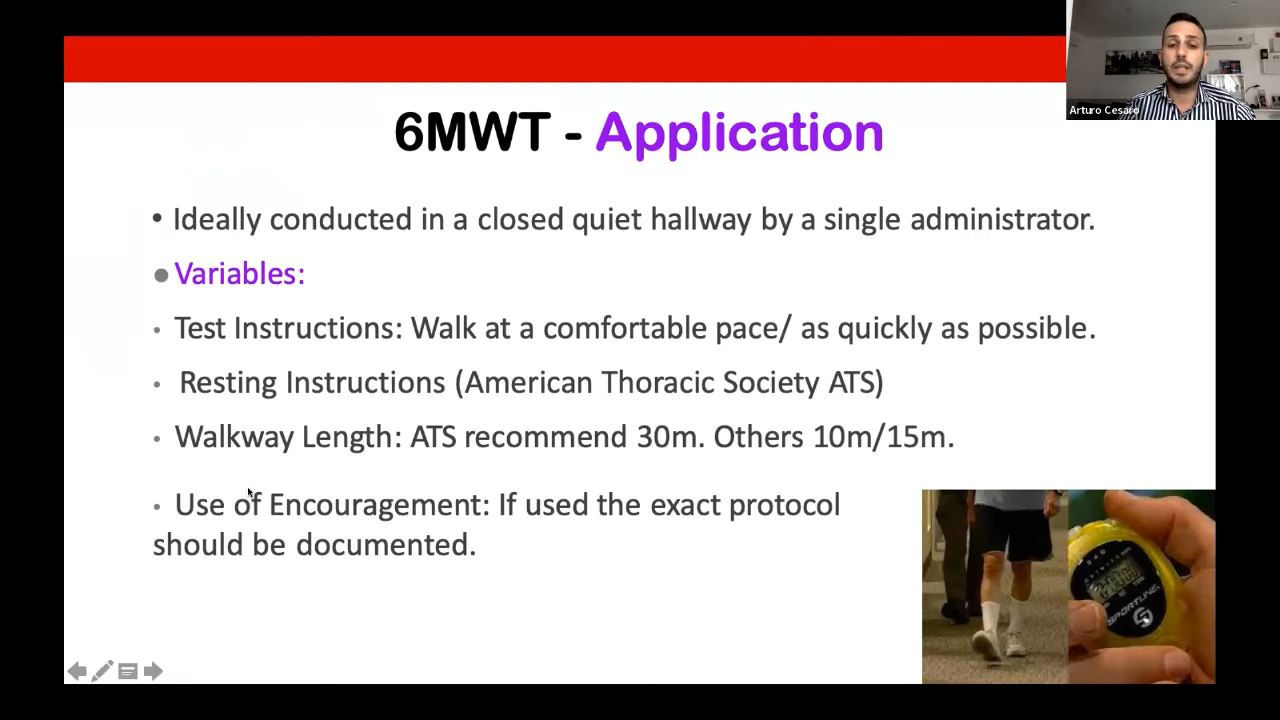 Arturo Cesaro
6MWT - Application
• Ideally conducted in a closed quiet hallway by a single administrator.
● Variables:
• Test Instructions: Walk at a comfortable pace/ as quickly as possible.
• Resting Instructions (American Thoracic Society ATS)
• Walkway Length: ATS recommend 30m. Others 10m/15m.
• Use of Encouragement: If used the exact protocol
should be documented.
SPORTLINE